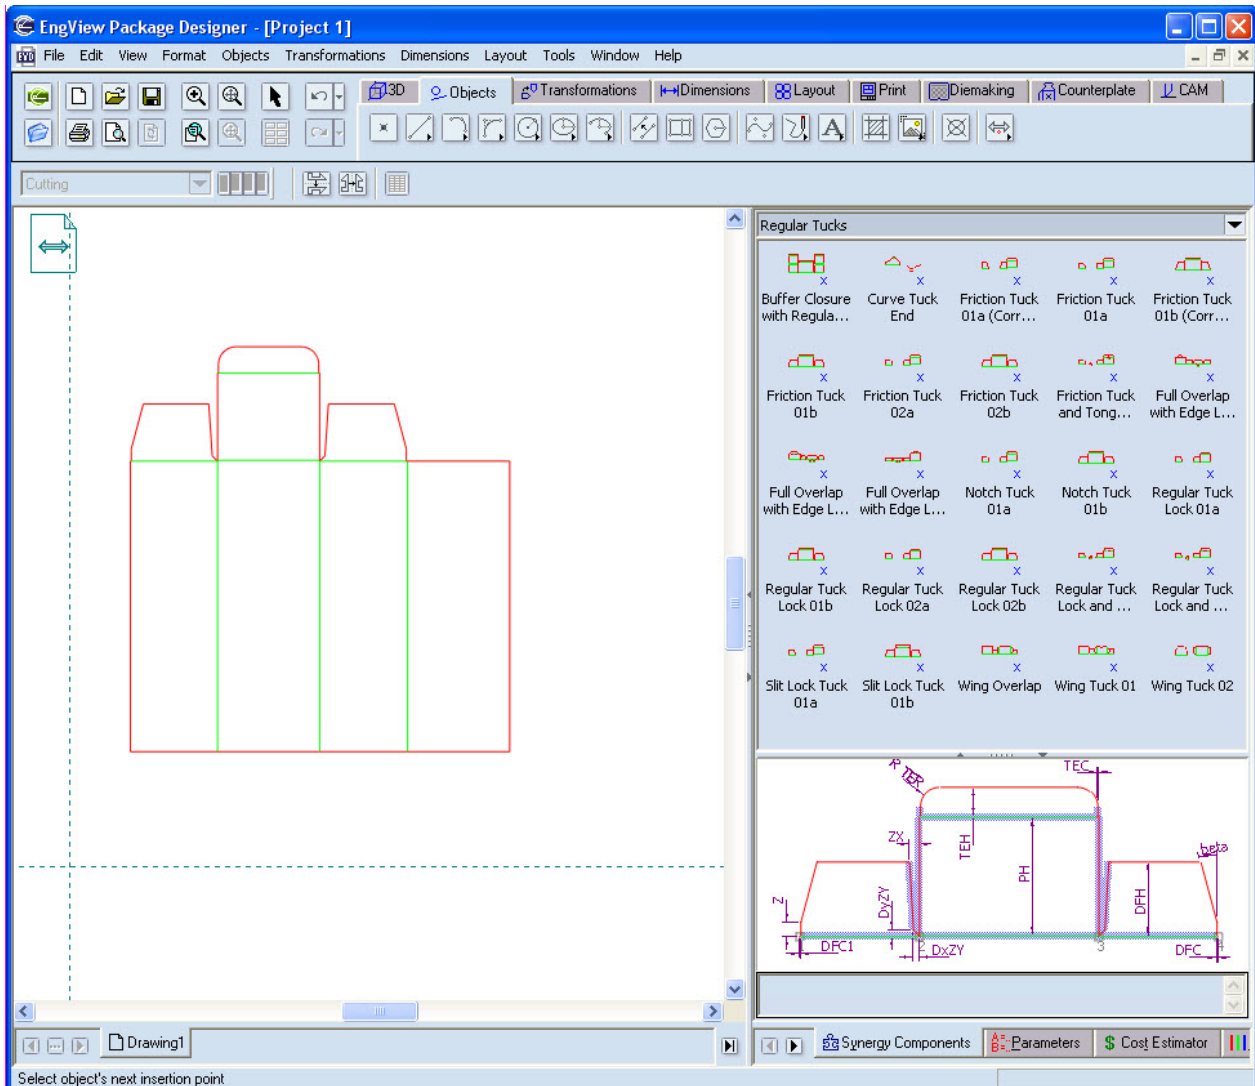 EngView Package Designer - [Project 1]
File Edit View Format Objects Transformations Dimensions Layout Tools Window Help
3D Objects Transformations Dimensions Layout Print Diemaking Counterplate CAM
Cutting
Regular Tucks
Buffer Closure Curve Tuck Friction Tuck Friction Tuck Friction Tuck
with Regula... End 01a (Corr... 01a 01b (Corr...
Friction Tuck Friction Tuck Friction Tuck Friction Tuck Full Overlap
01b 02a 02b and Tong... with Edge L...
Full Overlap Full Overlap Notch Tuck Notch Tuck Regular Tuck
with Edge L... with Edge L... 01a 01b Lock 01a
Regular Tuck Regular Tuck Regular Tuck Regular Tuck Regular Tuck
Lock 01b Lock 02a Lock 02b Lock and ... Lock and ...
Slit Lock Tuck Slit Lock Tuck Wing Overlap Wing Tuck 01 Wing Tuck 02
01a 01b
R TER
TEC
ZX
TEH
PH
beta
Z
DyZY
DFH
DFC1
DxZY
3
DFC
Drawing1
Synergy Components Parameters Cost Estimator
Select object's next insertion point